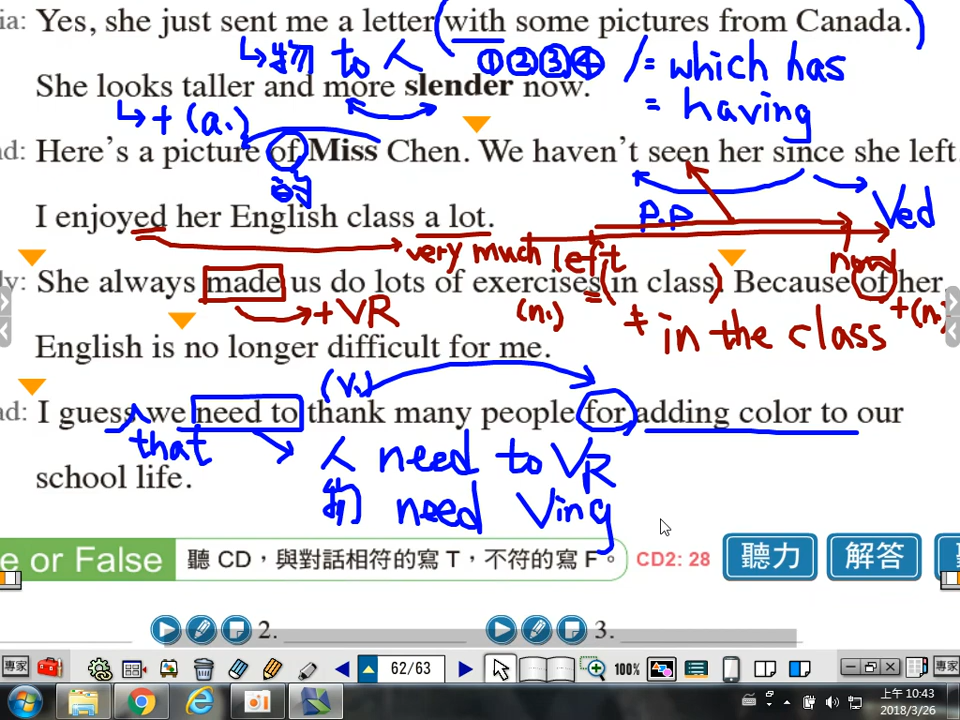 ia: Yes, she just sent me a letter with some pictures from Canada.
↳物 to 人 ①②③④ /= which has
She looks taller and more slender now.
= having
↳ + (a.)
nd: Here's a picture of Miss Chen. We haven't seen her since she left
的 p.p Ved
I enjoyed her English class a lot.
very much left now
ly: She always made us do lots of exercises (in class.) Because of her
+VR (n.) = ≠ in the class +(n.
English is no longer difficult for me.
(v.)
ad: I guess we need to thank many people for adding color to our
that 人 need to VR
school life.
物 need Ving
e or False 聽 CD，與對話相符的寫 T，不符的寫 F。 CD2: 28 聽力 解答
2. 3.
專家 62/63 100% 專家
上午 10:43
2018/3/26